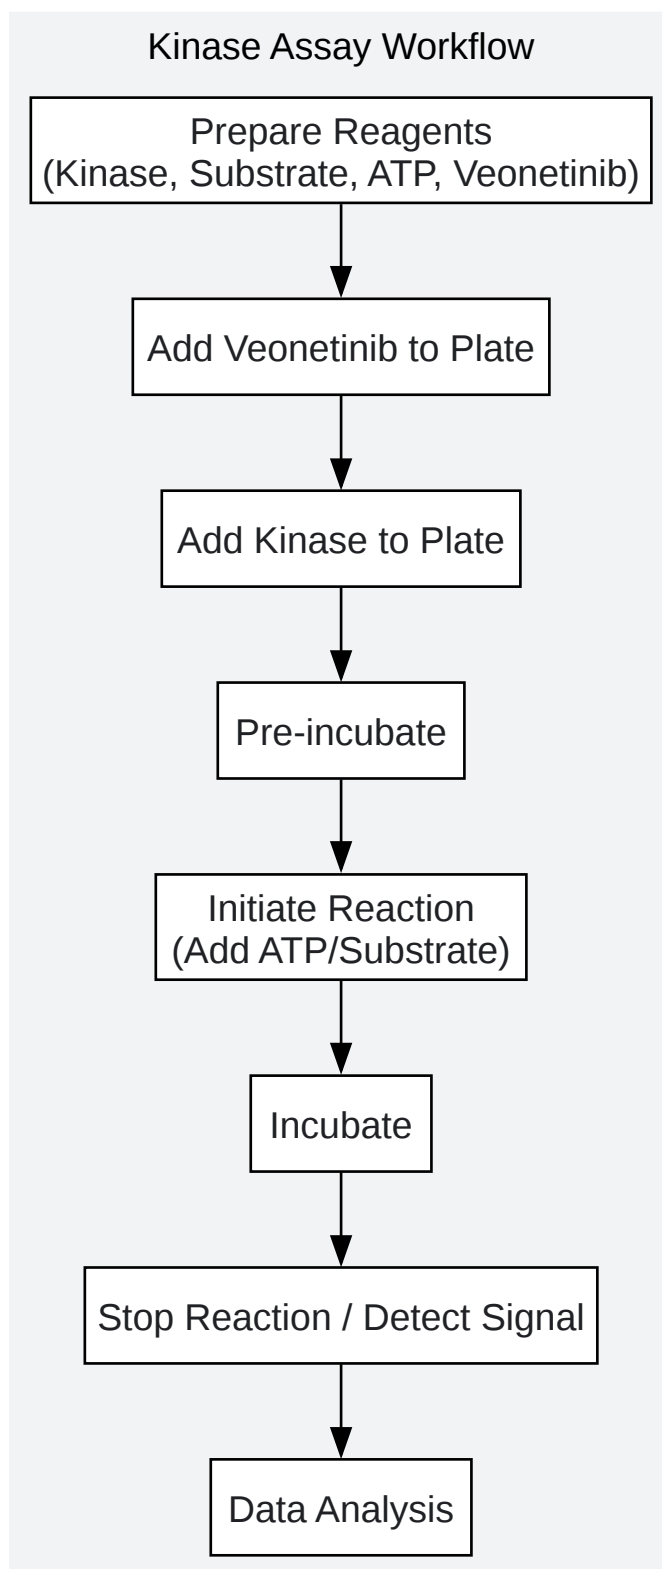 Kinase Assay Workflow
Prepare Reagents
(Kinase, Substrate, ATP, Veonetinib)
Add Veonetinib to Plate
Add Kinase to Plate
Pre-incubate
Initiate Reaction
(Add ATP/Substrate)
Incubate
Stop Reaction / Detect Signal
Data Analysis